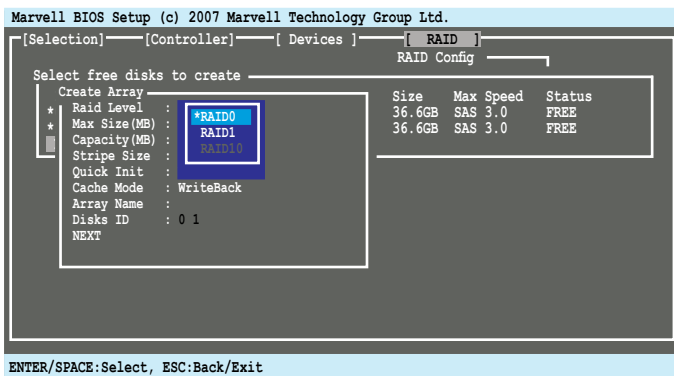 Marvell BIOS Setup (c) 2007 Marvell Technology Group Ltd.
[Selection] [Controller] [ Devices ] [ RAID ]
RAID Config
Select free disks to create
Create Array
Size Max Speed Status
* Raid Level : 36.6GB SAS 3.0 FREE
* Max Size(MB) : 36.6GB SAS 3.0 FREE
*RAID0
RAID1
RAID10
Capacity(MB) :
Stripe Size :
Quick Init :
Cache Mode : WriteBack
Array Name :
Disks ID : 0 1
NEXT
ENTER/SPACE:Select, ESC:Back/Exit